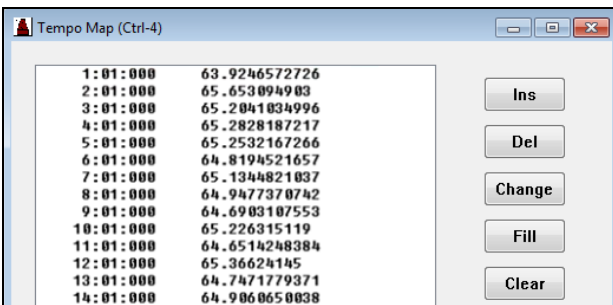 Tempo Map (Ctrl-4)
1:01:000 63.9246572726
2:01:000 65.653094903
3:01:000 65.2041034996
4:01:000 65.2828187217
5:01:000 65.2532167266
6:01:000 64.8194521657
7:01:000 65.1344821037
8:01:000 64.9477370742
9:01:000 64.6903107553
10:01:000 65.226315119
11:01:000 64.6514248384
12:01:000 65.36624145
13:01:000 64.7471779371
14:01:000 64.9060650038
Ins
Del
Change
Fill
Clear